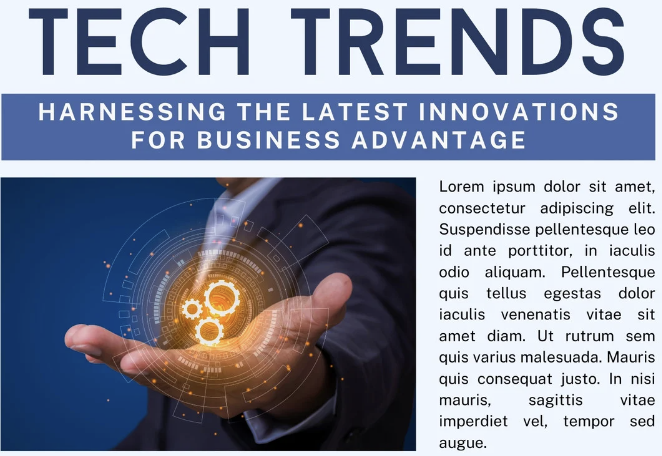 TECH TRENDS
HARNESSING THE LATEST INNOVATIONS
FOR BUSINESS ADVANTAGE
Lorem ipsum dolor sit amet,
consectetur adipiscing elit.
Suspendisse pellentesque leo
id ante porttitor, in iaculis
odio aliquam. Pellentesque
quis tellus egestas dolor
iaculis venenatis vitae sit
amet diam. Ut rutrum sem
quis varius malesuada. Mauris
quis consequat justo. In nisi
mauris, sagittis vitae
imperdiet vel, tempor sed
augue.